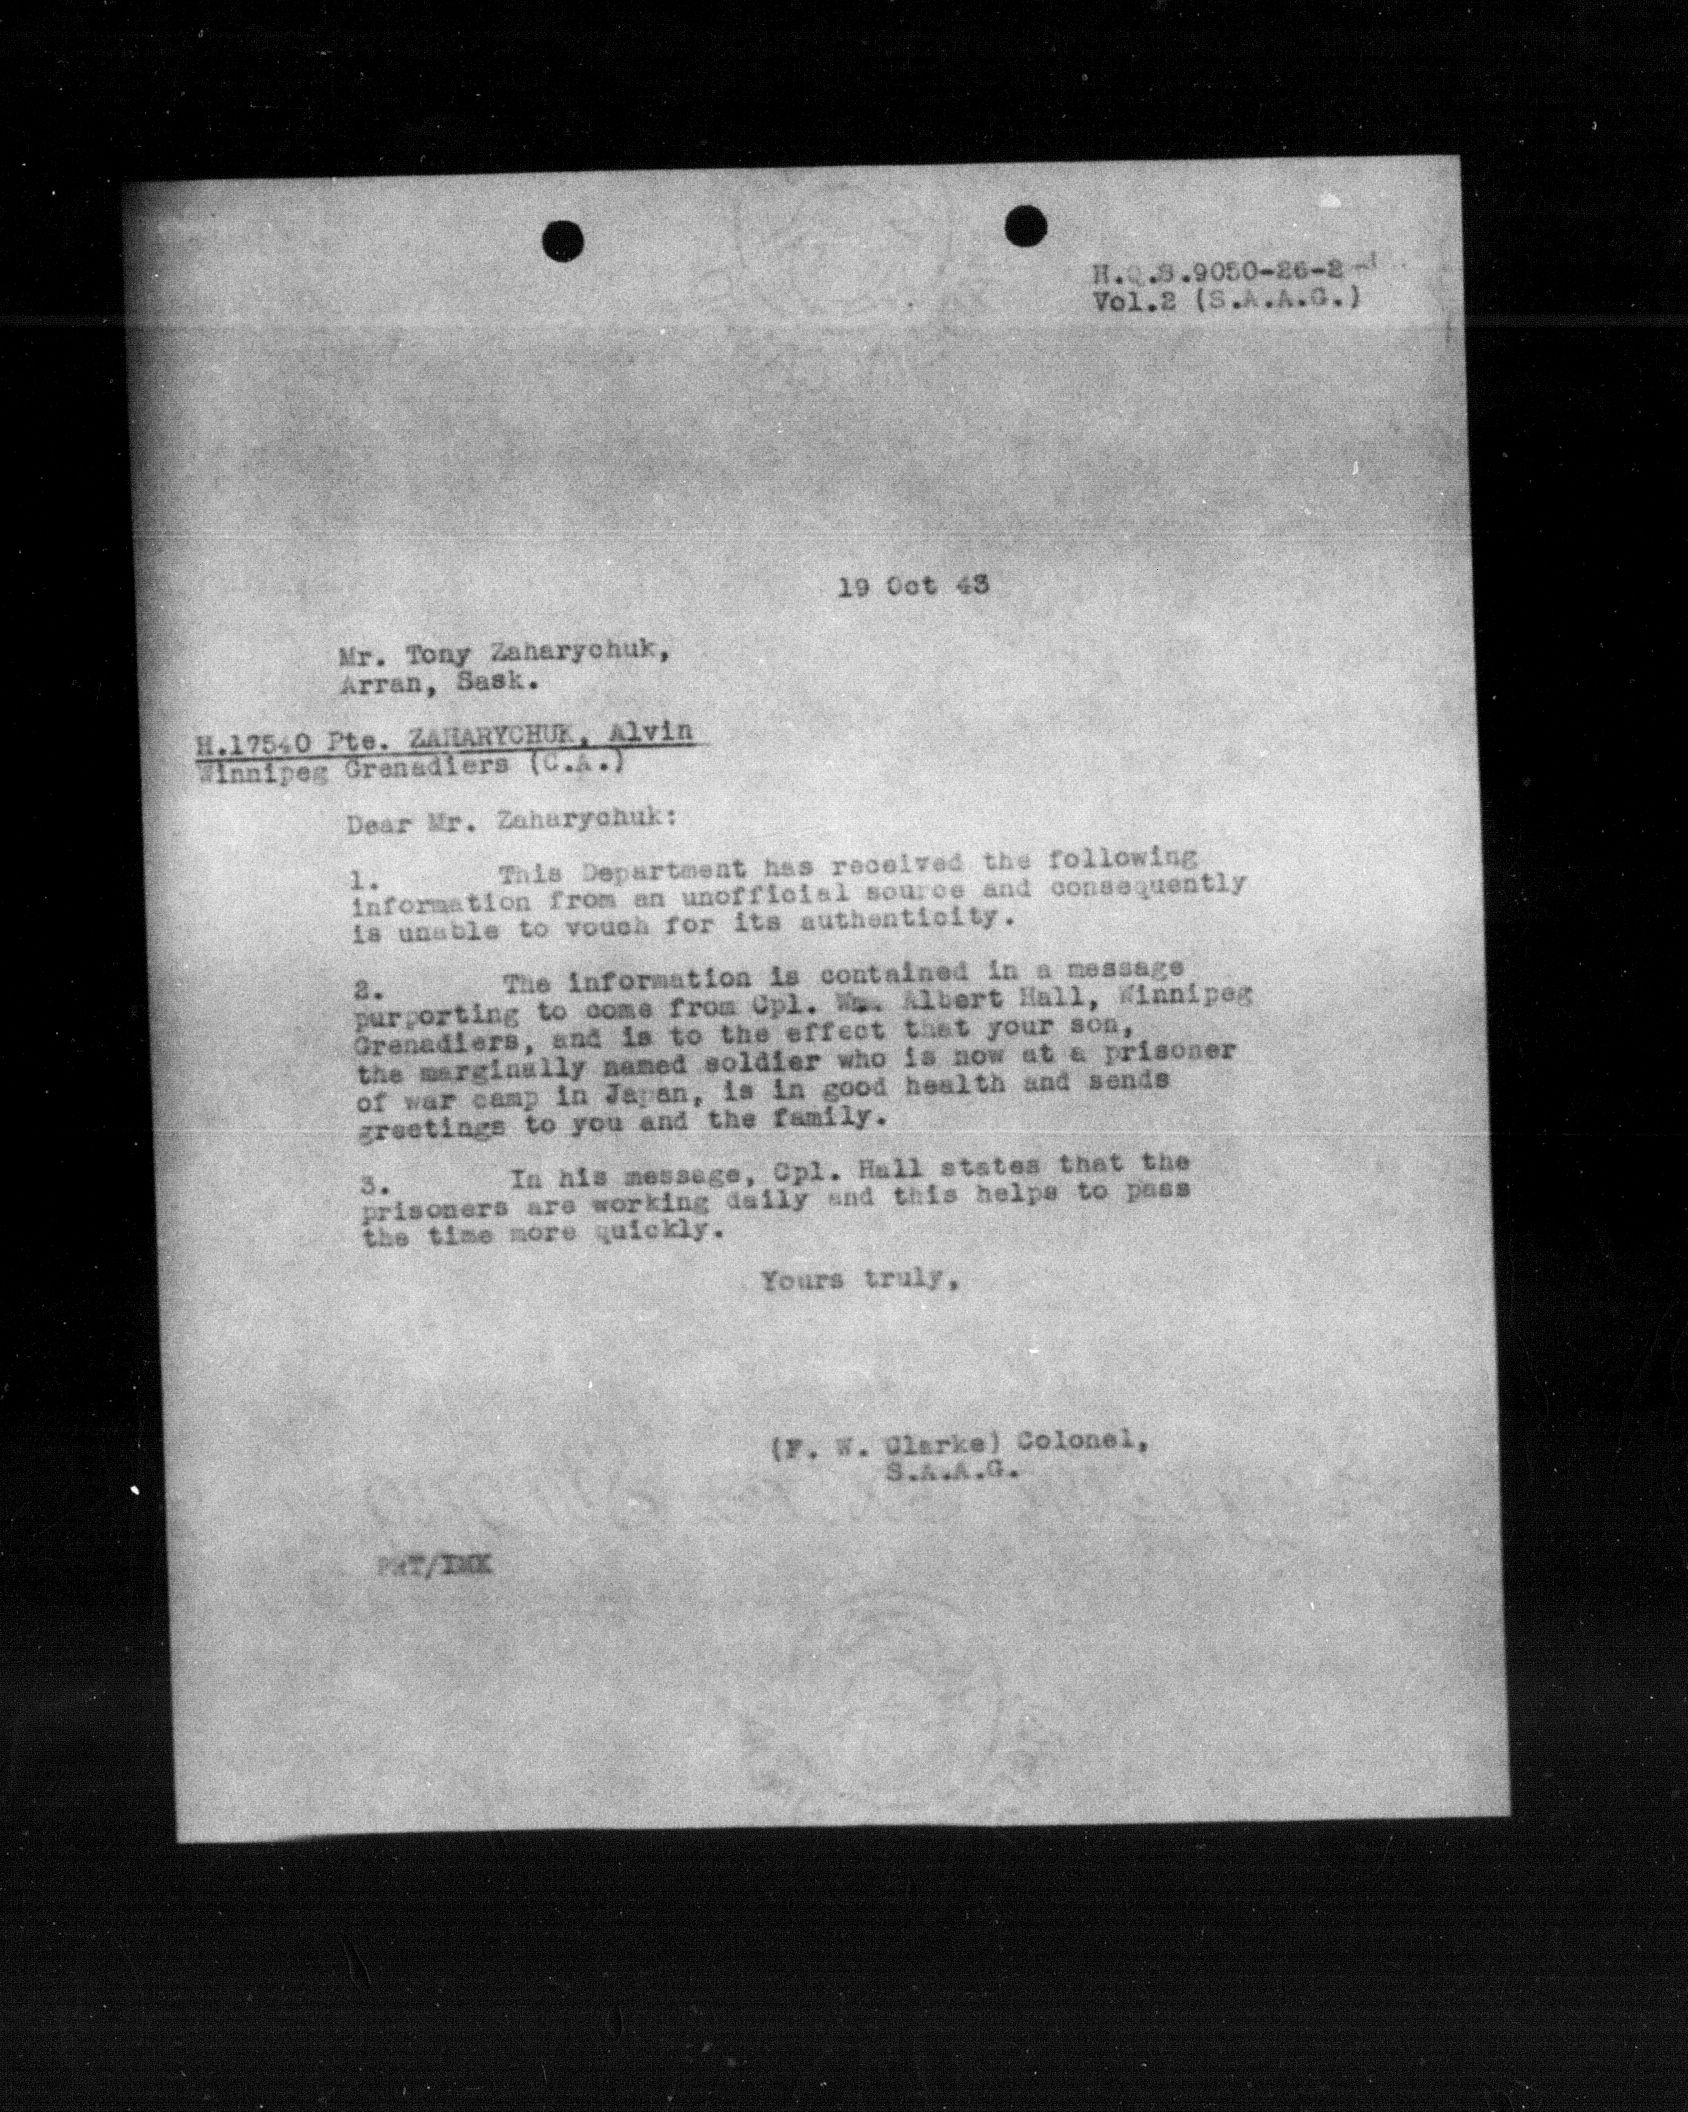 H.Q.S.9050-26-2
Vol.2 (S.A.A.G.)
19 Oct 43
Mr. Tony Zaharychuk,
Arran, Sask.
H.17540 Pte. ZAHARYCHUK, Alvin
Winnipeg Grenadiers (C.A.)
Dear Mr. Zaharychuk:
1. This Department has received the following
information from an unofficial source and consequently
is unable to vouch for its authenticity.
2. The information is contained in a message
purporting to come from Cpl. Wm. Albert Hall, Winnipeg
Grenadiers, and is to the effect that your son,
the marginally named soldier who is now at a prisoner
of war camp in Japan, is in good health and sends
greetings to you and the family.
3. In his message, Cpl. Hall states that the
prisoners are working daily and this helps to pass
the time more quickly.
Yours truly,
(F. W. Clarke) Colonel,
S.A.A.G.